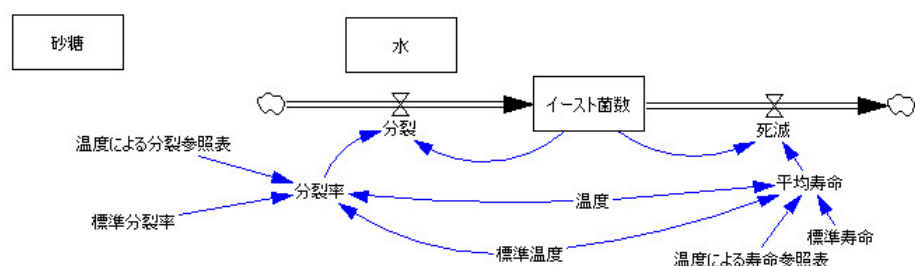 砂糖
水
イースト菌数
分裂
死滅
温度による分裂参照表
分裂率
温度
平均寿命
標準分裂率
標準温度
標準寿命
温度による寿命参照表